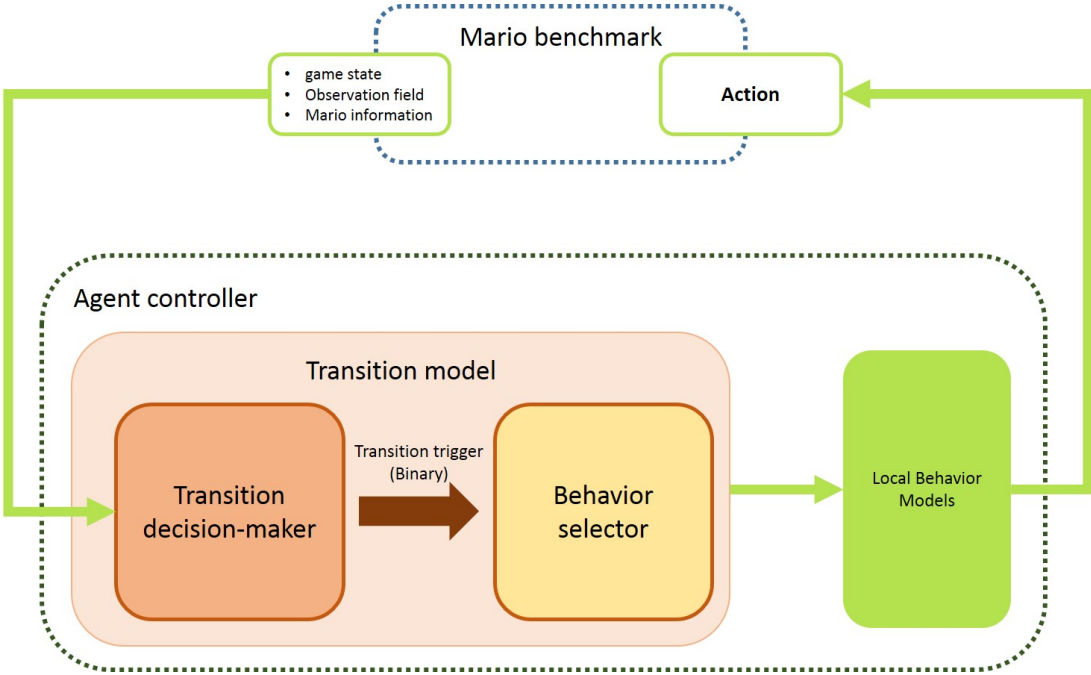 Mario benchmark
• game state
• Observation field
• Mario information
Action
Agent controller
Transition model
Transition
decision-maker
Transition trigger
(Binary)
Behavior
selector
Local Behavior
Models